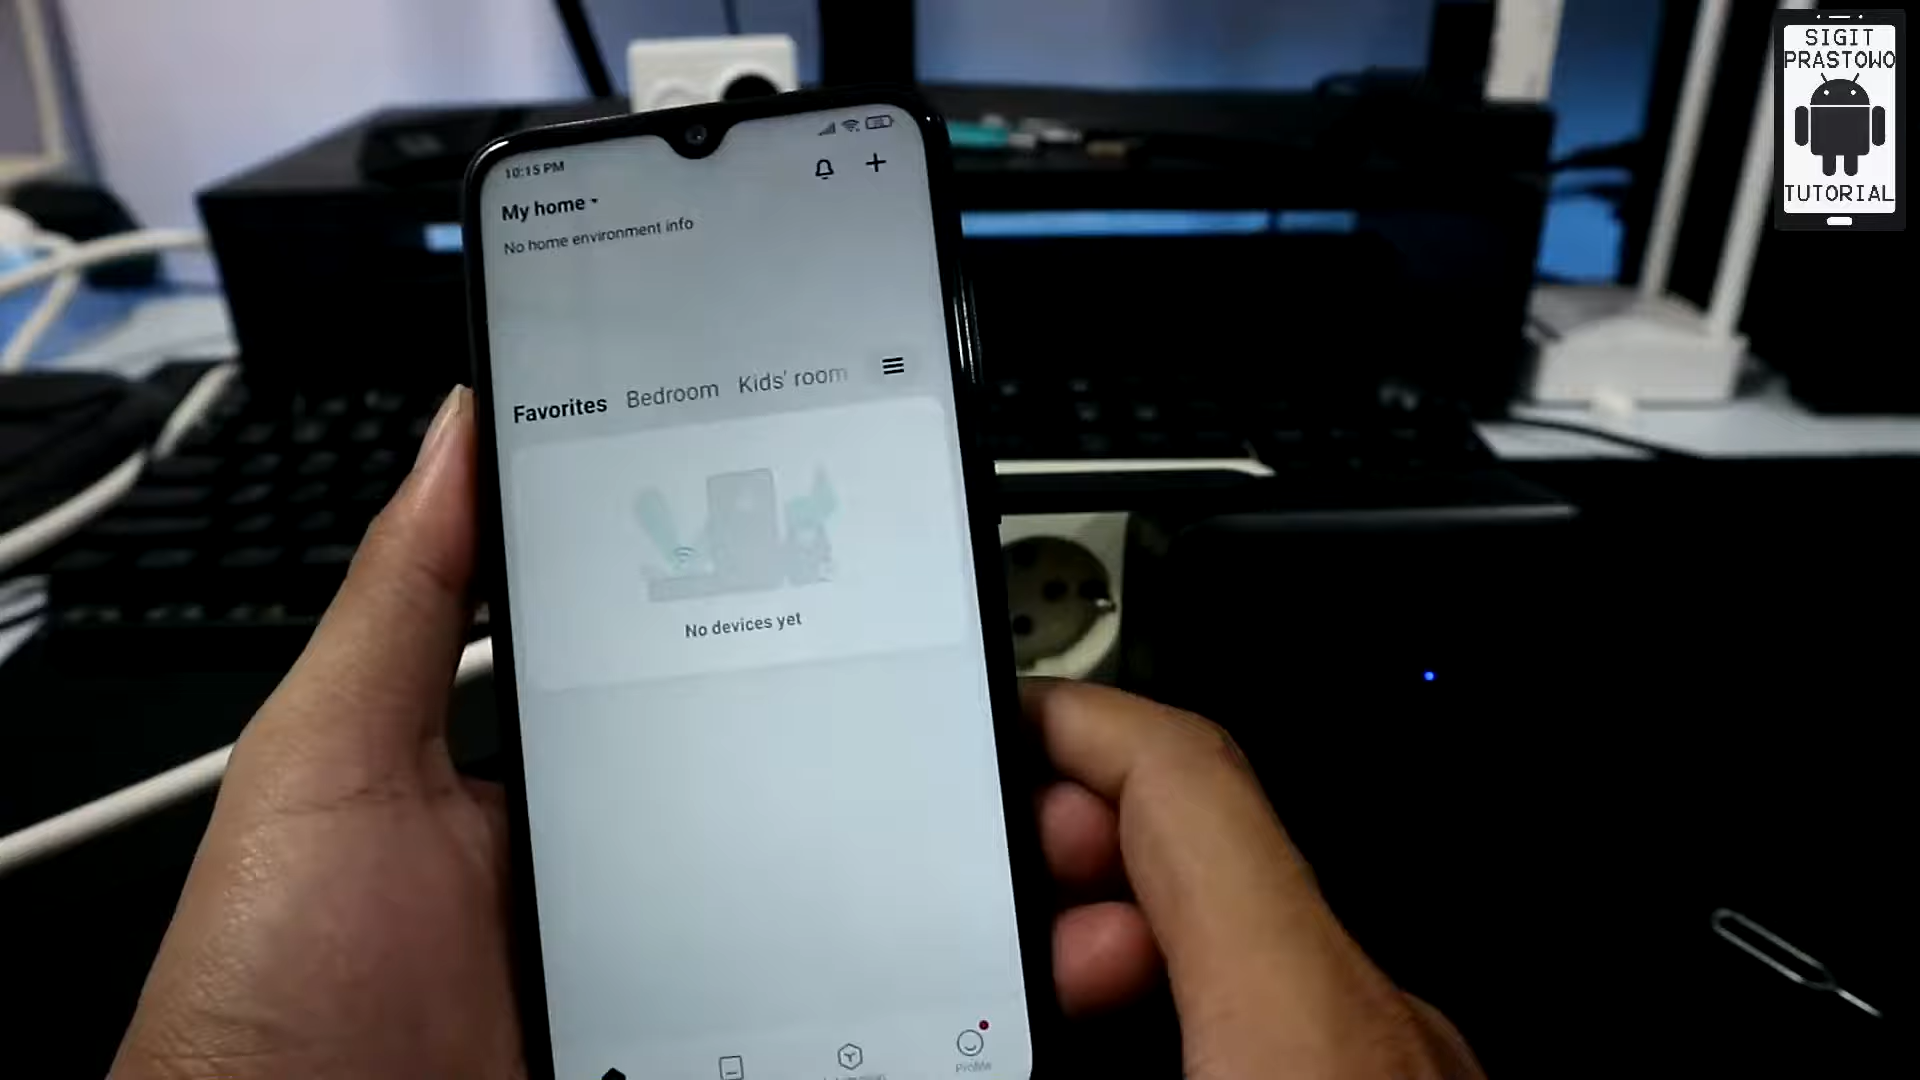 10:15 PM
My home
No home environment info
Favorites Bedroom Kids' room
No devices yet
Profile
SIGIT
PRASTOWO
TUTORIAL